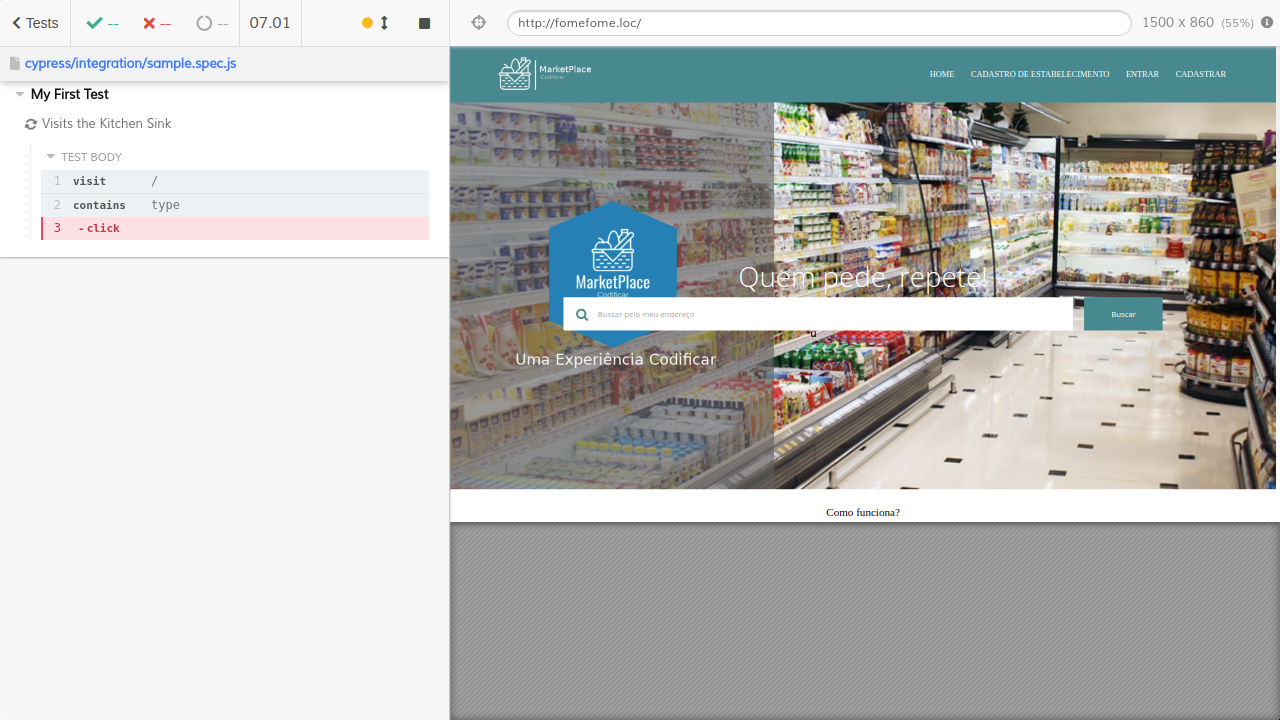 Tests
--
--
--
07.01
http://fomefome.loc/
1500 x 860 (55%)
cypress/integration/sample.spec.js
My First Test
Visits the Kitchen Sink
TEST BODY
1 visit /
2 contains type
3 - click
MarketPlace
Codificar
HOME
CADASTRO DE ESTABELECIMENTO
ENTRAR
CADASTRAR
MarketPlace
Codificar
Quem pede, repete!
Buscar pelo meu endereço
Buscar
Uma Experiência Codificar
Como funciona?